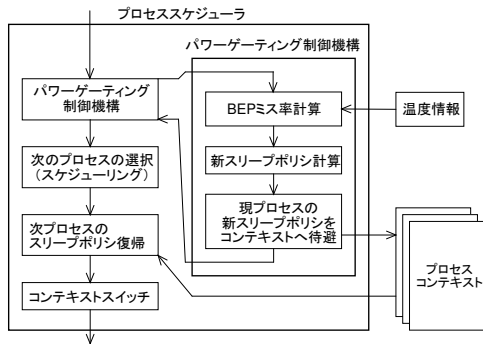 プロセススケジューラ
パワーゲーティング制御機構
パワーゲーティング
制御機構
BEPミス率計算
温度情報
次のプロセスの選択
(スケジューリング)
新スリープポリシ計算
次プロセスの
スリープポリシ復帰
現プロセスの
新スリープポリシを
コンテキストへ待避
プロセス
コンテキスト
コンテキストスイッチ